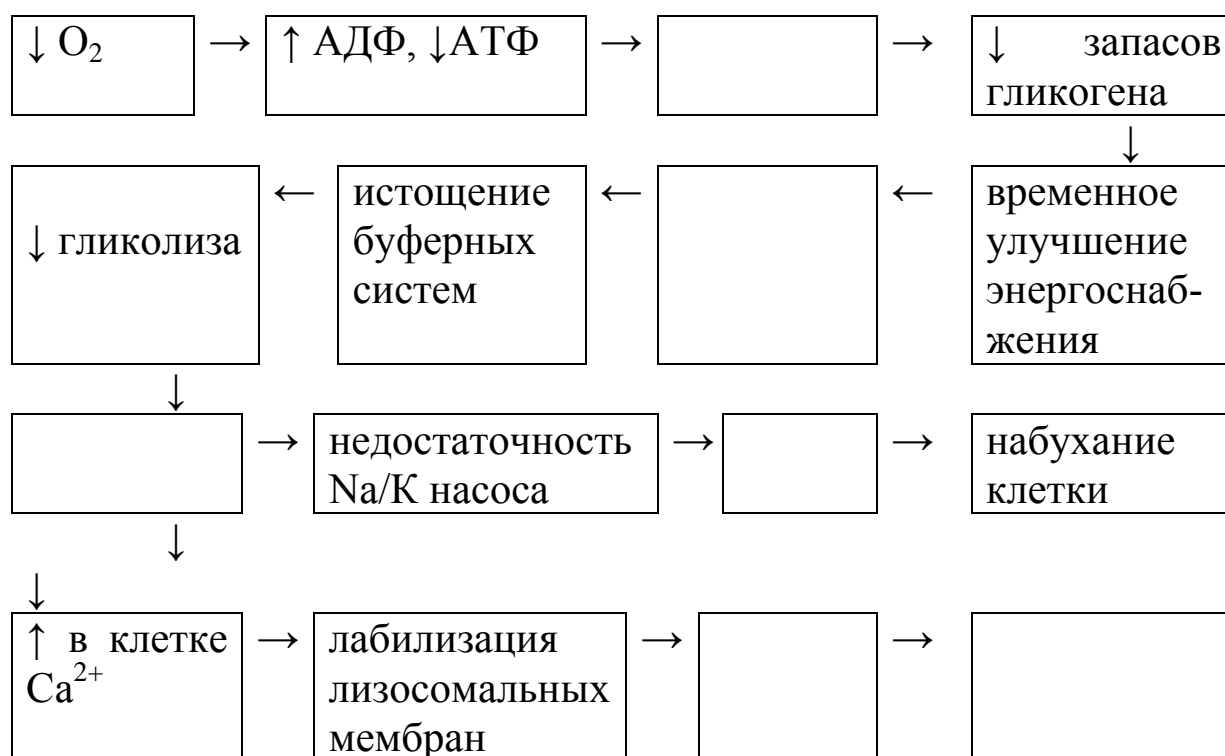 ↓ O₂ → ↑ АДФ, ↓АТФ → → ↓ запасов
гликогена
↓
↓ гликолиза ← истощение буферных систем ← ← временное
улучшение
энергоснаб-
жения
↓
→ недостаточность → → набухание
Na/К насоса клетки
↓
↓
↑ в клетке → лабилизация → →
Ca²⁺ лизосомальных
мембран